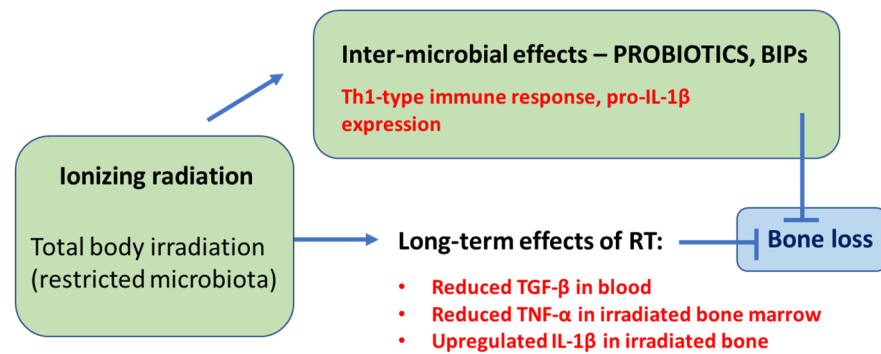 Inter-microbial effects – PROBIOTICS, BIPs
Th1-type immune response, pro-IL-1β
expression
Ionizing radiation
Total body irradiation
(restricted microbiota)
Long-term effects of RT:
Bone loss
• Reduced TGF-β in blood
• Reduced TNF-α in irradiated bone marrow
• Upregulated IL-1β in irradiated bone